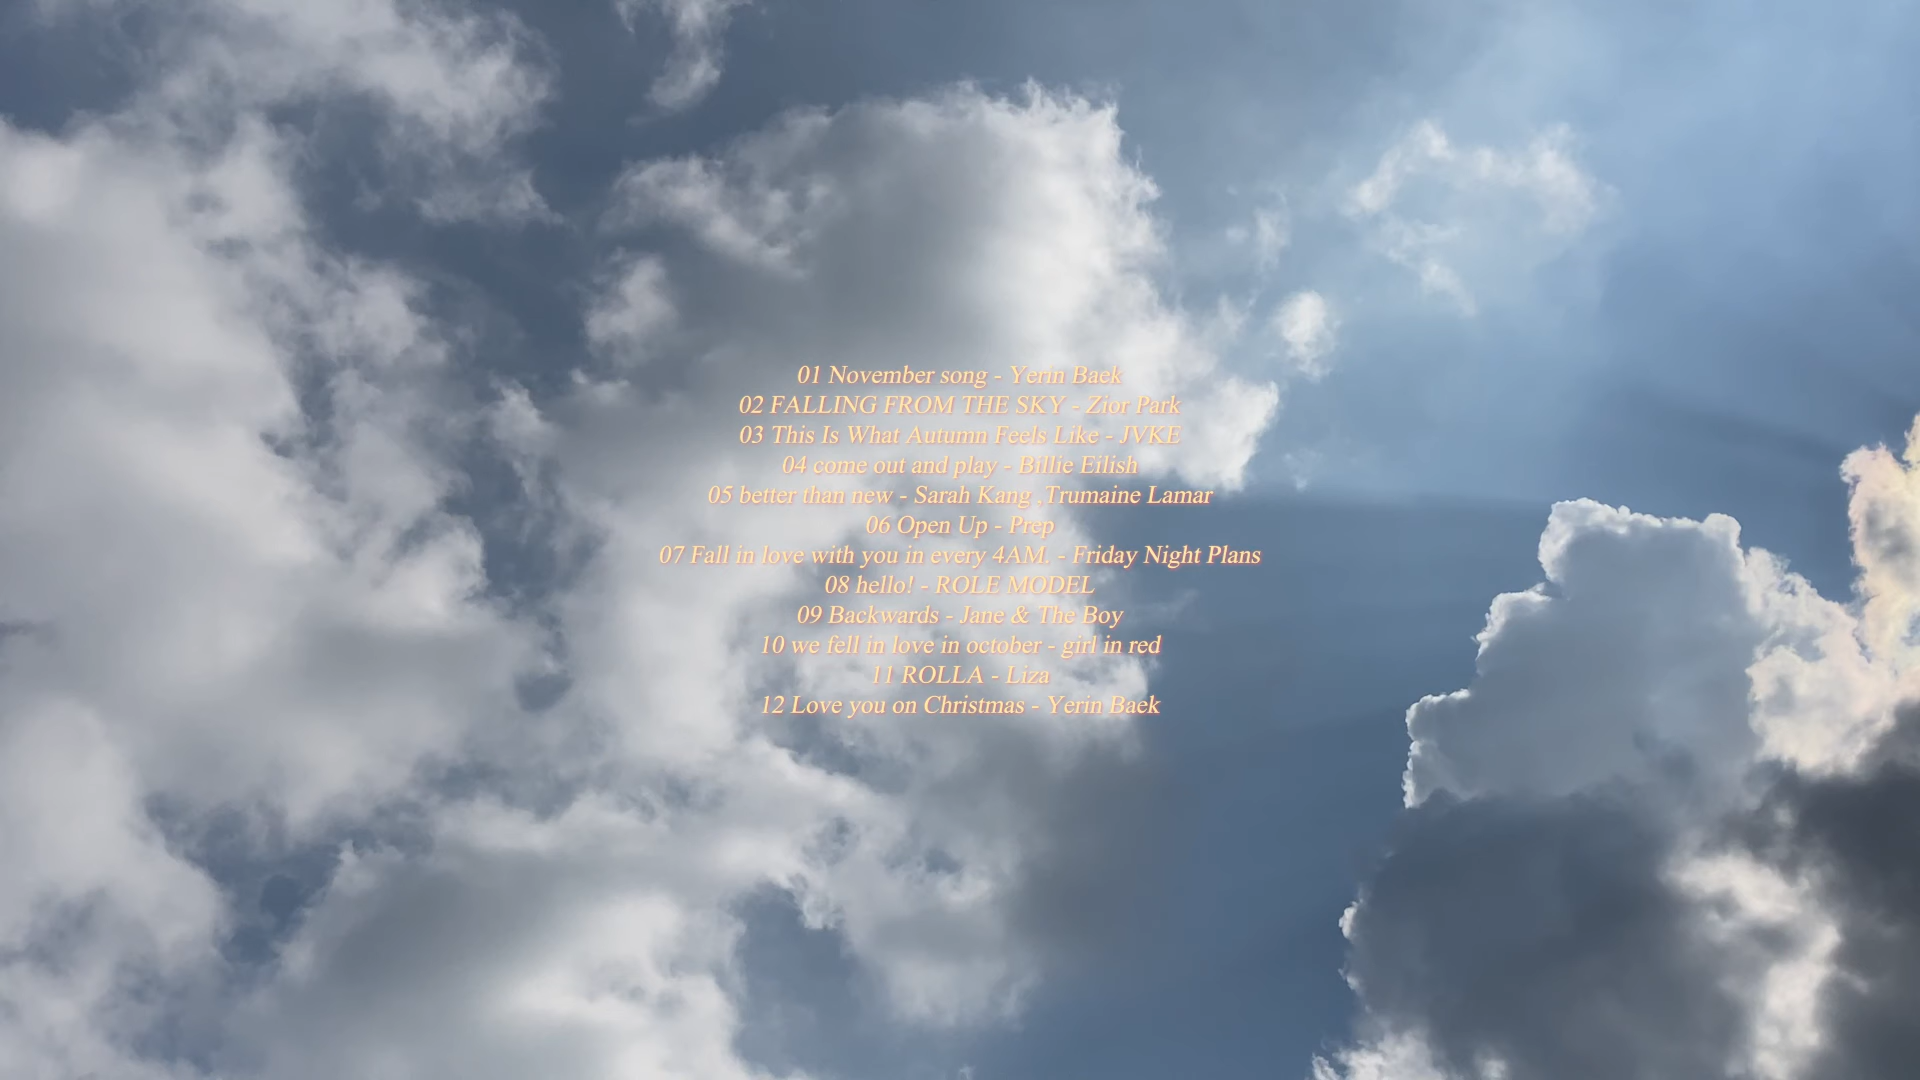 01 November song - Yerin Baek
02 FALLING FROM THE SKY - Zior Park
03 This Is What Autumn Feels Like - JVKE
04 come out and play - Billie Eilish
05 better than new - Sarah Kang ,Trumaine Lamar
06 Open Up - Prep
07 Fall in love with you in every 4AM. - Friday Night Plans
08 hello! - ROLE MODEL
09 Backwards - Jane & The Boy
10 we fell in love in october - girl in red
11 ROLLA - Liza
12 Love you on Christmas - Yerin Baek